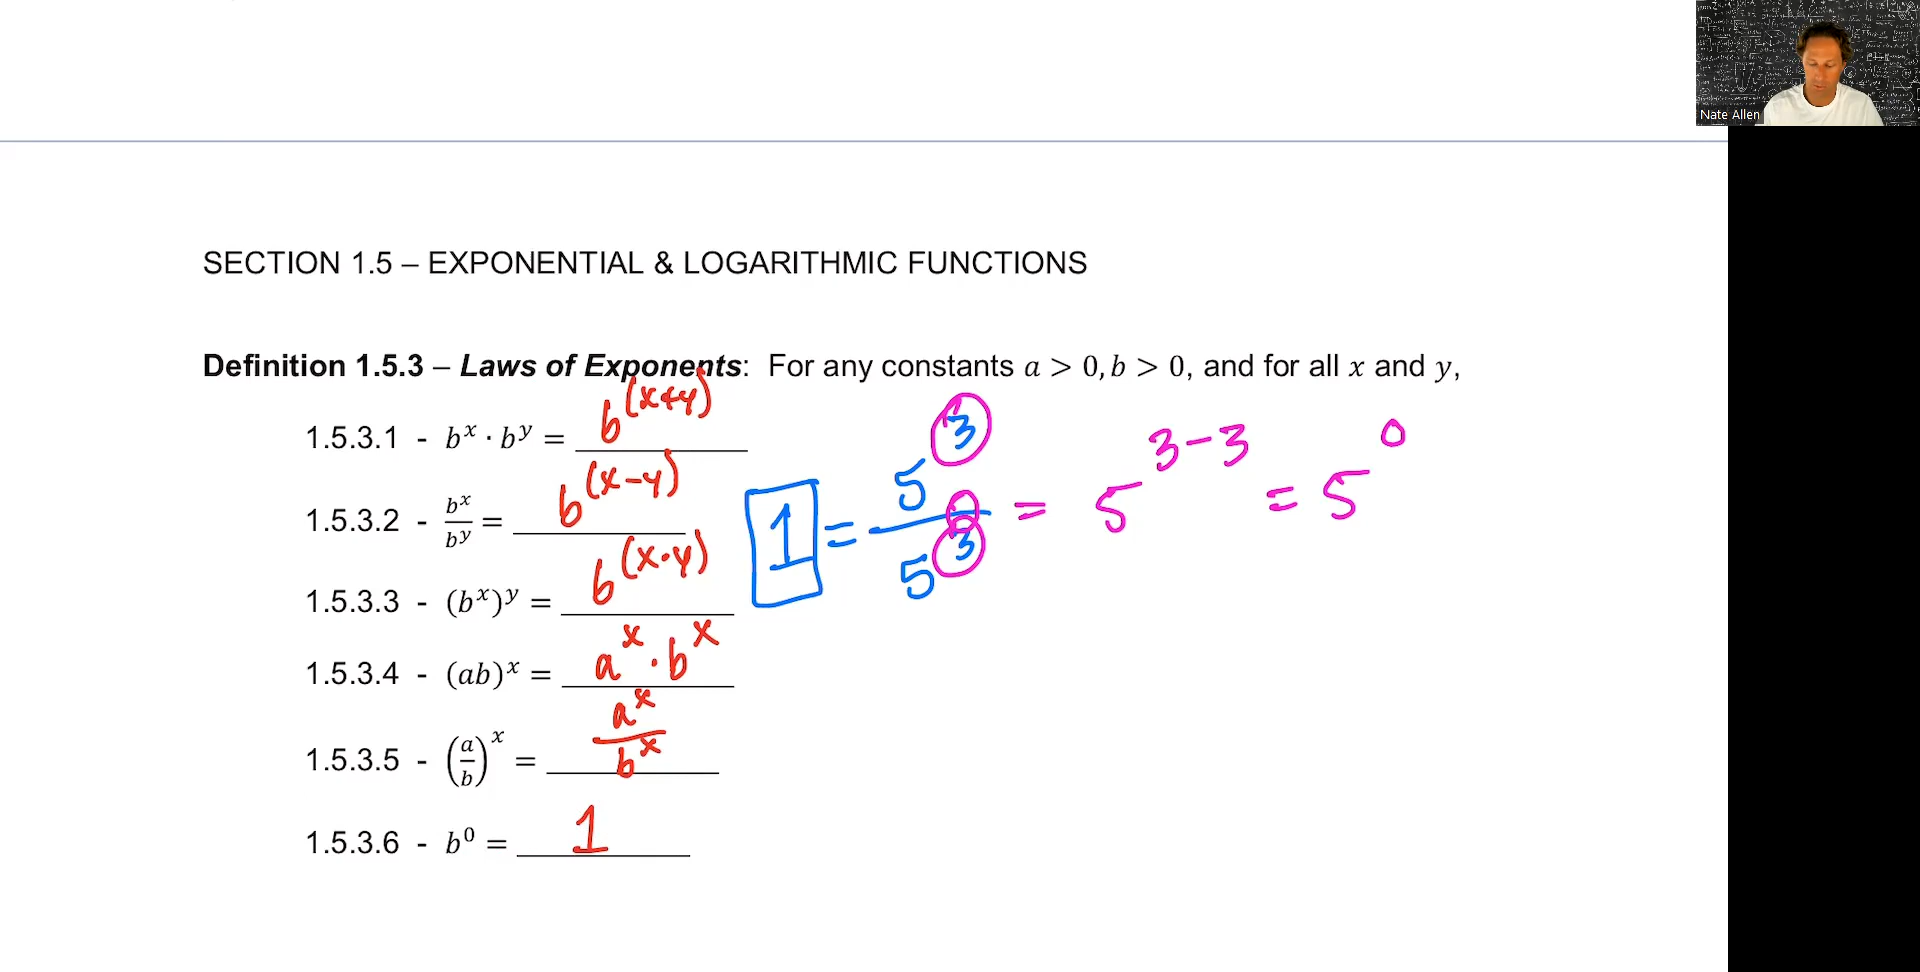 Nate Allen
SECTION 1.5 – EXPONENTIAL & LOGARITHMIC FUNCTIONS
Definition 1.5.3 – Laws of Exponents: For any constants a > 0, b > 0, and for all x and y,
1.5.3.1 - b^x · b^y = b^(x+y)
1.5.3.2 - b^x/b^y = b^(x-y)
1 = 5^3/5^3 = 5^3-3 = 5^0
1.5.3.3 - (b^x)^y = b^(x·y)
1.5.3.4 - (ab)^x = a^x · b^x
1.5.3.5 - (a/b)^x = a^x/b^x
1.5.3.6 - b^0 = 1